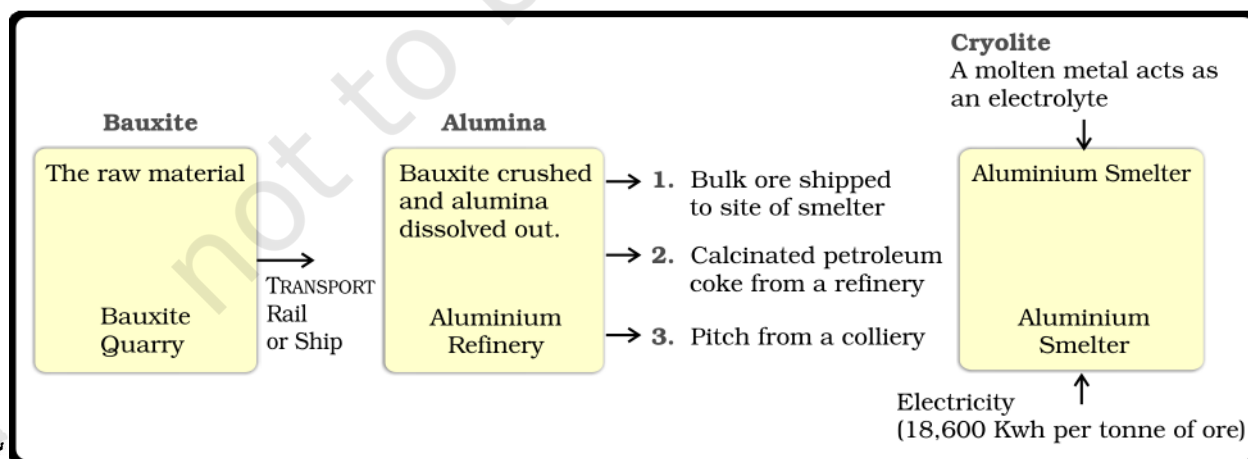 Bauxite
The raw material
Bauxite
Quarry
TRANSPORT
Rail
or Ship
Alumina
Bauxite crushed
and alumina
dissolved out.
Aluminium
Refinery
1. Bulk ore shipped
to site of smelter
2. Calcinated petroleum
coke from a refinery
3. Pitch from a colliery
Cryolite
A molten metal acts as
an electrolyte
Aluminium Smelter
Aluminium
Smelter
Electricity
(18,600 Kwh per tonne of ore)
not to b